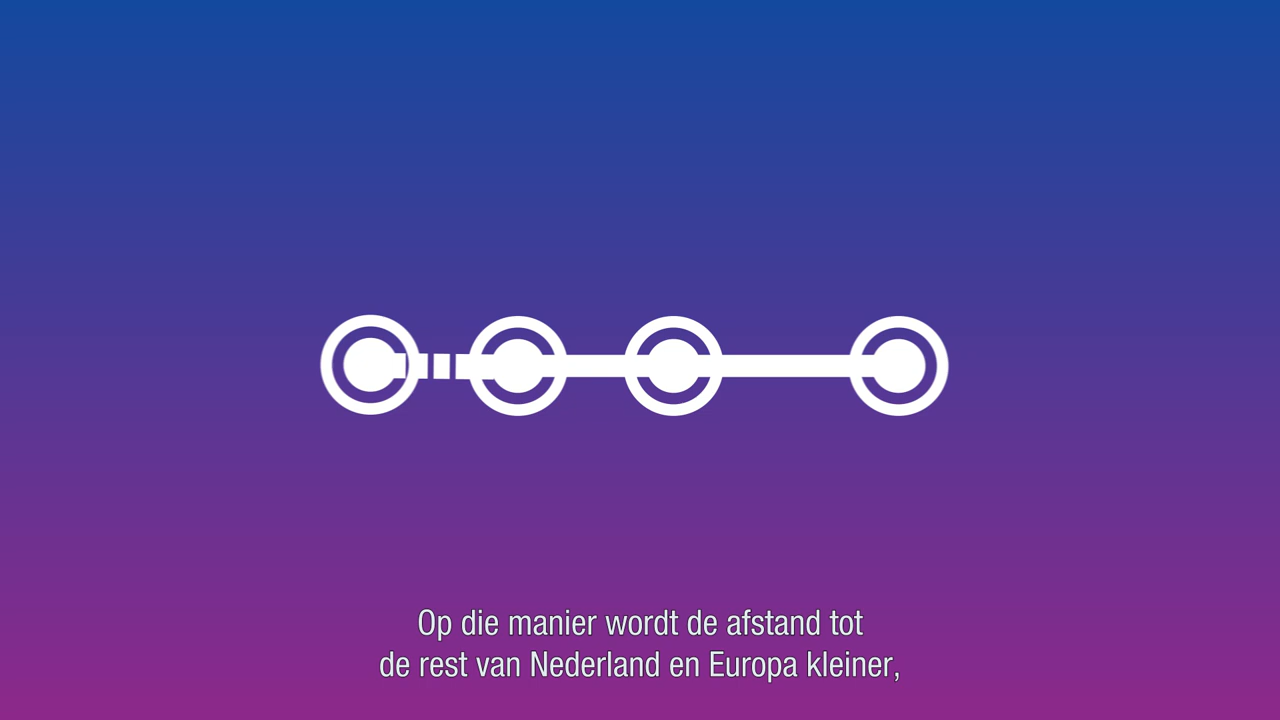 Op die manier wordt de afstand tot
de rest van Nederland en Europa kleiner,